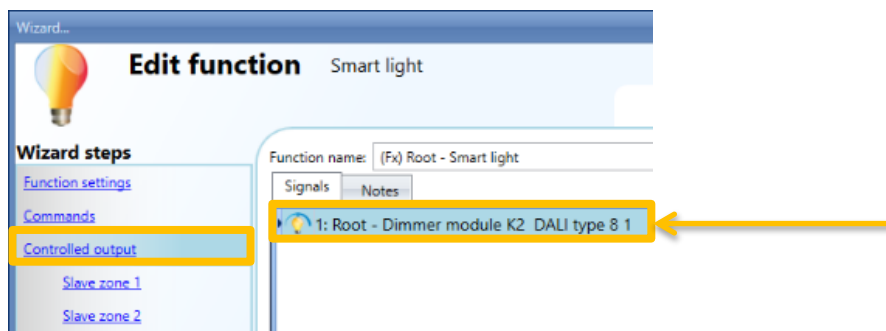 Wizard...
Edit function Smart light
Wizard steps
Function settings
Commands
Controlled output
Slave zone 1
Slave zone 2
Function name: (Fx) Root - Smart light
Signals Notes
1: Root - Dimmer module K2 DALI type 8 1